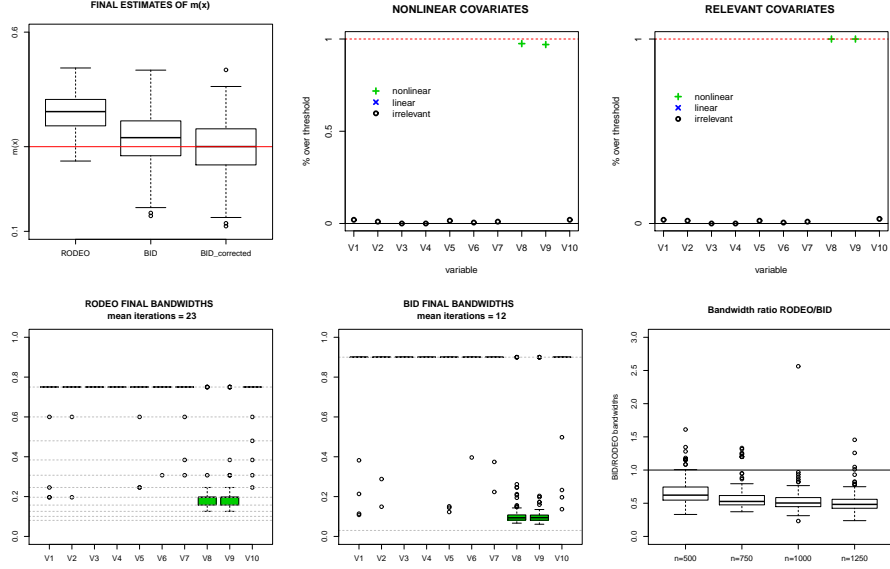 FINAL ESTIMATES OF m(x)
0.6
m(x)
0.1
RODEO BID BID_corrected
NONLINEAR COVARIATES
1
0.5
0
% over threshold
nonlinear
linear
irrelevant
V1 V2 V3 V4 V5 V6 V7 V8 V9 V10
variable
RELEVANT COVARIATES
1
0
% over threshold
nonlinear
linear
irrelevant
V1 V2 V3 V4 V5 V6 V7 V8 V9 V10
variable
RODEO FINAL BANDWIDTHS
mean iterations = 23
1.0
0.8
0.6
0.4
0.2
0.0
V1 V2 V3 V4 V5 V6 V7 V8 V9 V10
BID FINAL BANDWIDTHS
mean iterations = 12
1.0
0.8
0.6
0.4
0.2
0.0
V1 V2 V3 V4 V5 V6 V7 V8 V9 V10
Bandwidth ratio RODEO/BID
3.0
2.5
2.0
1.5
1.0
0.5
0.0
BID/RODEO bandwidths
n=500 n=750 n=1000 n=1250